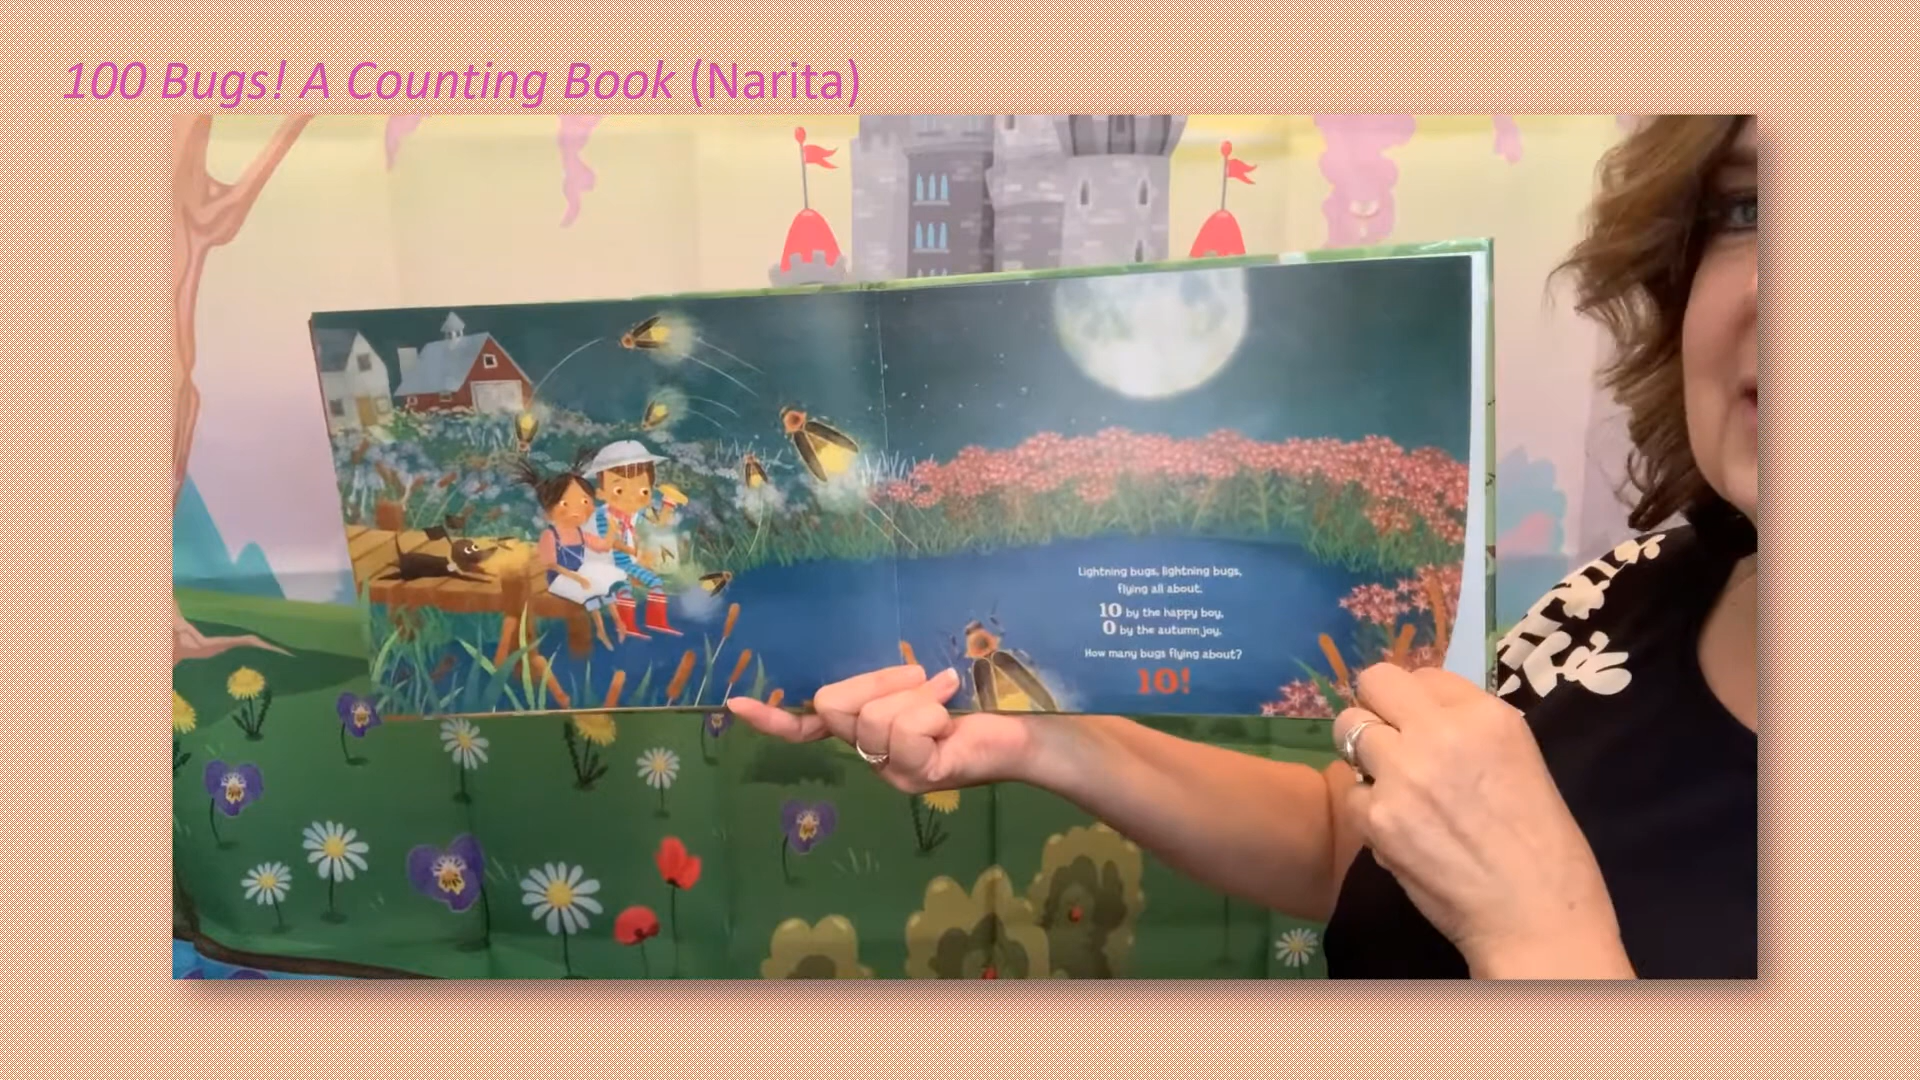 100 Bugs! A Counting Book (Narita)
Lightning bugs, lightning bugs,
flying all about.
10 by the happy boy,
0 by the autumn joy.
How many bugs flying about?
10!